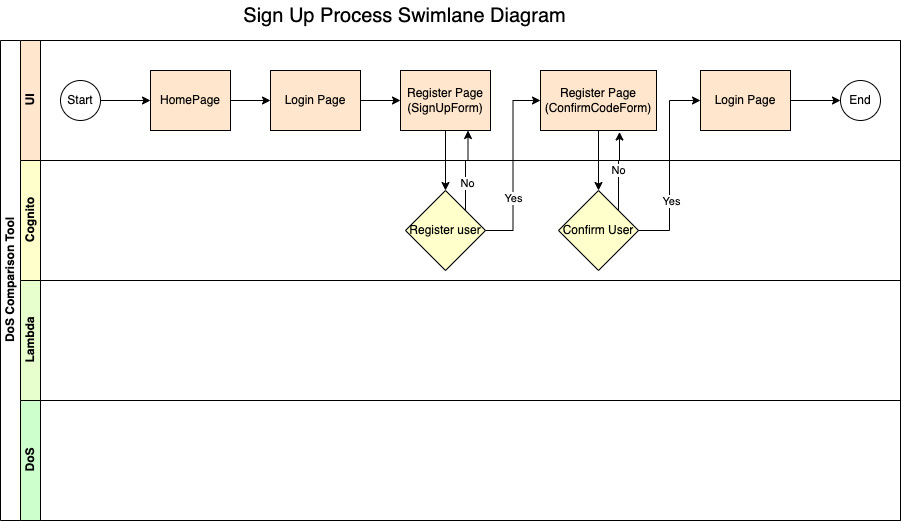 Sign Up Process Swimlane Diagram
DoS Comparison Tool
UI
Start
HomePage
Login Page
Register Page
(SignUpForm)
Register Page
(ConfirmCodeForm)
Login Page
End
Cognito
No
Yes
Register user
No
Yes
Confirm User
Lambda
DoS